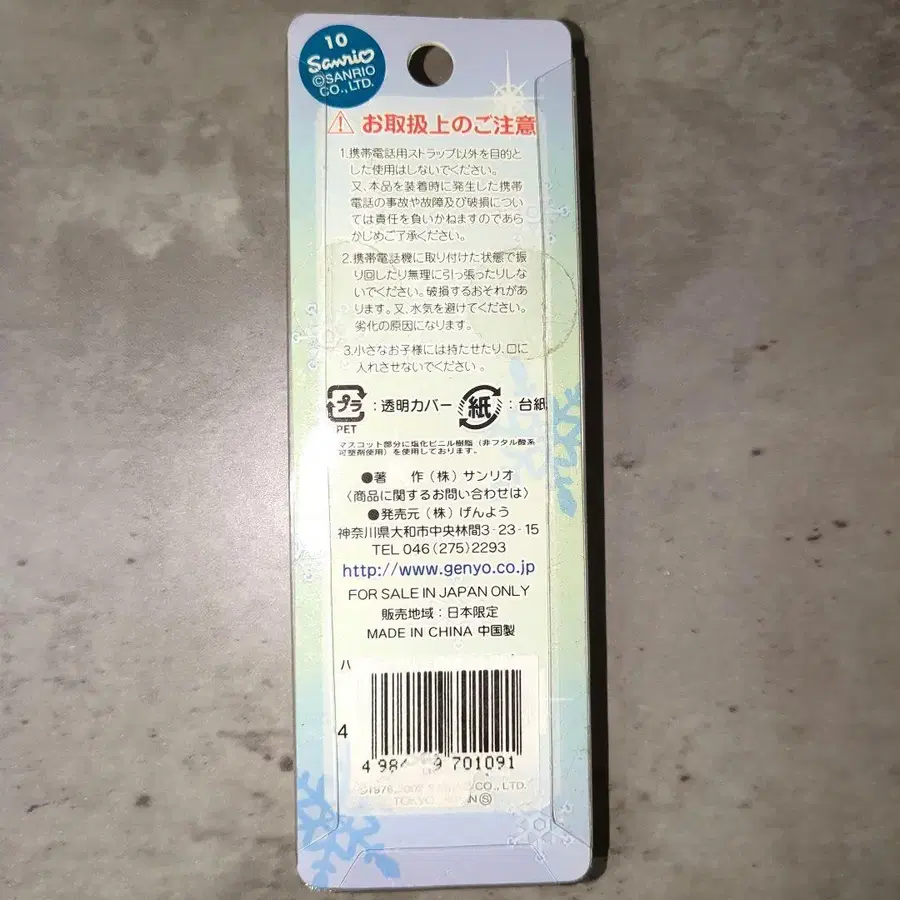 10
Sanrio
©SANRIO
CO., LTD.
お取扱上のご注意
1.携帯電話用ストラップ以外を目的と
した使用はしないでください。
又、本品を装着時に発生した携帯
電話の事故や故障及び破損につい
ては責任を負いかねますのであら
かじめご了承ください。
2.携帯電話機に取り付けた状態で振
り回したり無理に引っ張ったりしな
いでください。破損するおそれがあ
ります。又、水気を避けてください。
劣化の原因になります。
3.小さなお子様には持たせたり、口に
入れさせないでください。
プラ :透明カバー 紙 :台紙
PET
マスコット部分に塩化ビニル樹脂(非フタル酸系
可塑剤使用)を使用しております。
●著　作(株)サンリオ
〈商品に関するお問い合わせは〉
●発売元(株)げんよう
神奈川県大和市中央林間3-23-15
TEL 046(275)2293
http://www.genyo.co.jp
FOR SALE IN JAPAN ONLY
販売地域:日本限定
MADE IN CHINA 中国製
ハ
4
4 984 9 701091
CO., LTD.
TOKYO, JAPAN Ⓢ